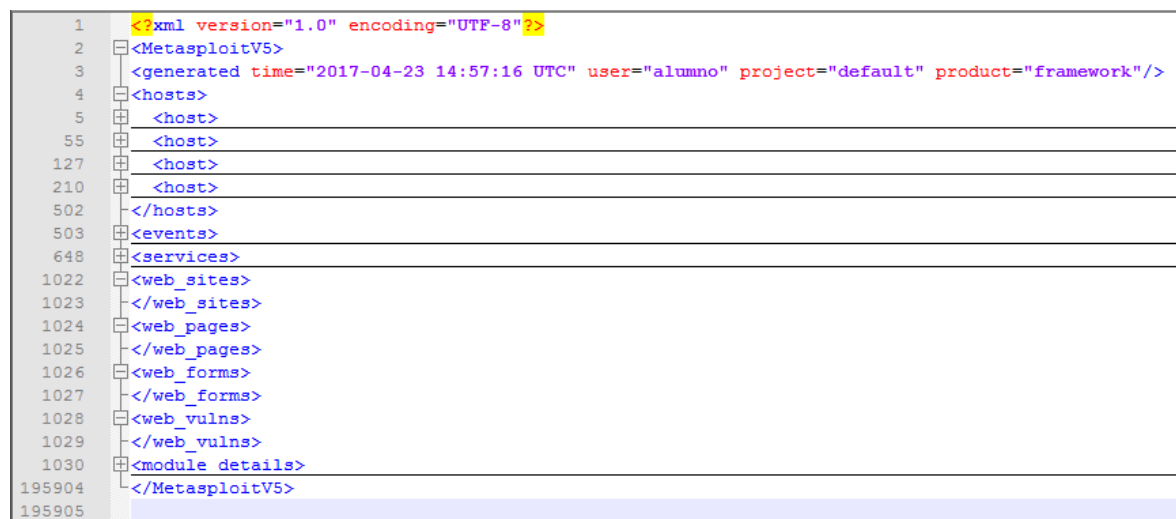 1 <?xml version="1.0" encoding="UTF-8"?>
2 <MetasploitV5>
3 <generated time="2017-04-23 14:57:16 UTC" user="alumno" project="default" product="framework"/>
4 <hosts>
5 <host>
55 <host>
127 <host>
210 <host>
502 </hosts>
503 <events>
648 <services>
1022 <web_sites>
1023 </web_sites>
1024 <web_pages>
1025 </web_pages>
1026 <web_forms>
1027 </web_forms>
1028 <web_vulns>
1029 </web_vulns>
1030 <module_details>
195904 </MetasploitV5>
195905